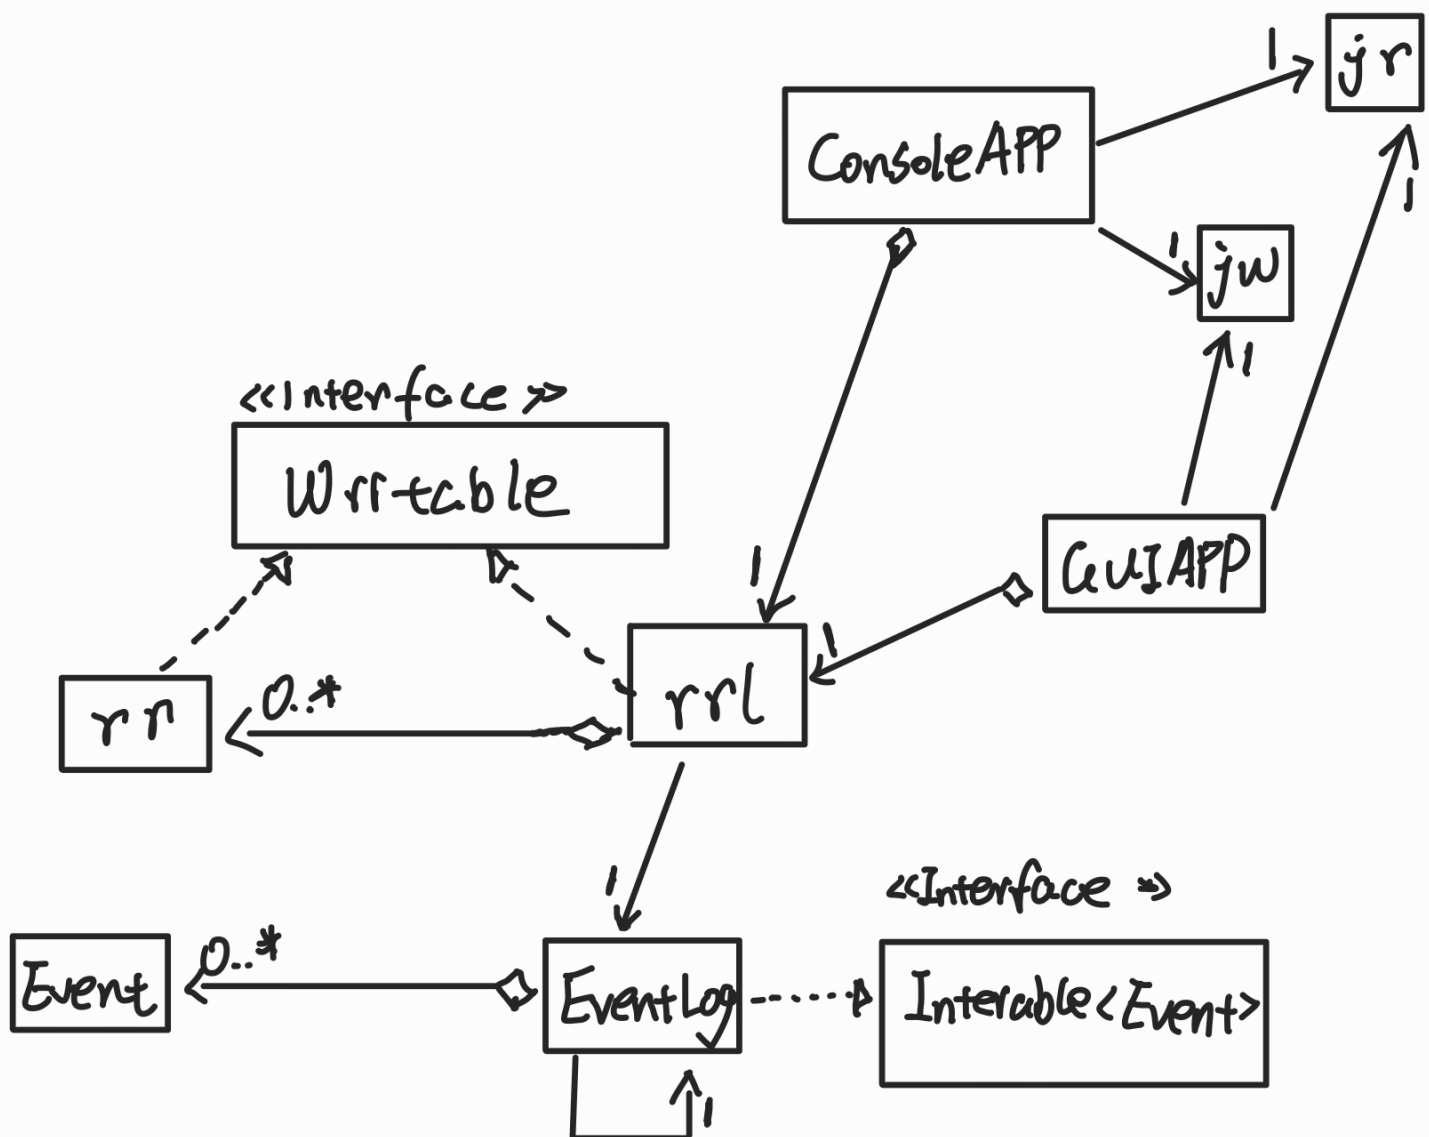 1
jr
ConsoleAPP
1
jw
1
1
<<Interface>>
Writable
1
GUIAPP
1
rr
0..*
rrl
1
<<Interface>>
Event
0..*
EventLog
Interable<Event>
1